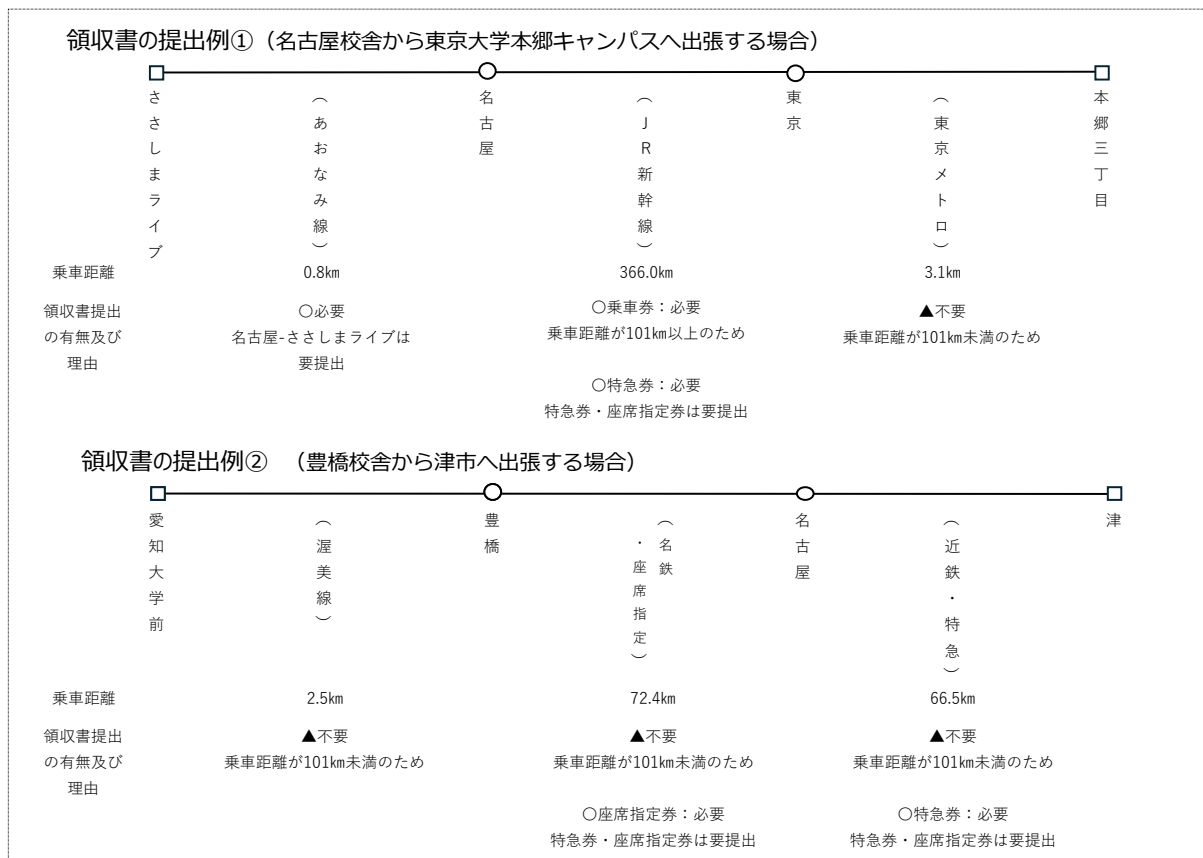 領収書の提出例①（名古屋校舎から東京大学本郷キャンパスへ出張する場合）
ささしまライブ
（あおなみ線）
名古屋
（ＪＲ新幹線）
東京
（東京メトロ）
本郷三丁目
乗車距離
0.8㎞
366.0㎞
3.1㎞
領収書提出
の有無及び
理由
〇必要
名古屋-ささしまライブは
要提出
〇乗車券：必要
乗車距離が101㎞以上のため
〇特急券：必要
特急券・座席指定券は要提出
▲不要
乗車距離が101㎞未満のため
領収書の提出例②　（豊橋校舎から津市へ出張する場合）
愛知大学前
（渥美線）
豊橋
（名鉄
・座席指定）
名古屋
（近鉄・特急）
津
乗車距離
2.5㎞
72.4㎞
66.5㎞
領収書提出
の有無及び
理由
▲不要
乗車距離が101㎞未満のため
▲不要
乗車距離が101㎞未満のため
〇座席指定券：必要
特急券・座席指定券は要提出
▲不要
乗車距離が101㎞未満のため
〇特急券：必要
特急券・座席指定券は要提出